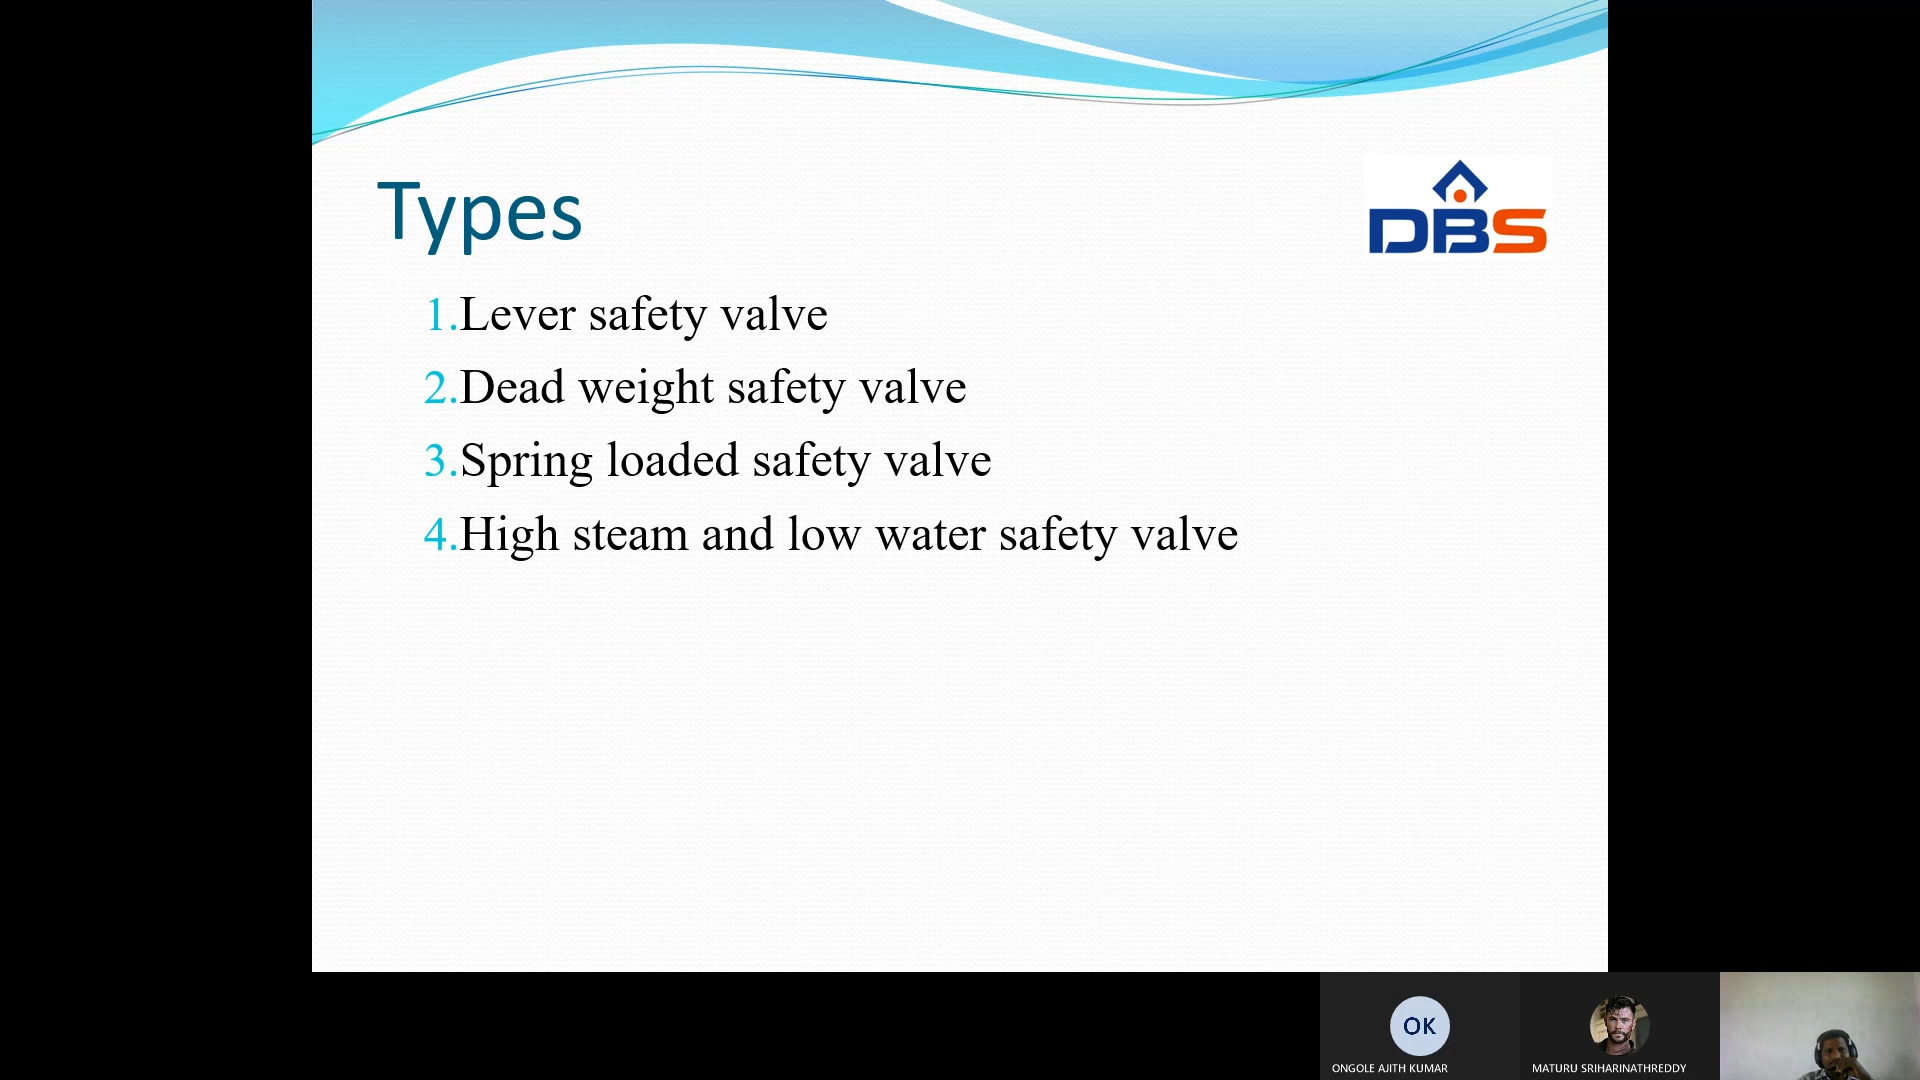 Types
DBS
1.Lever safety valve
2.Dead weight safety valve
3.Spring loaded safety valve
4.High steam and low water safety valve
OK
ONGOLE AJITH KUMAR
MATURU SRIHARINATHREDDY